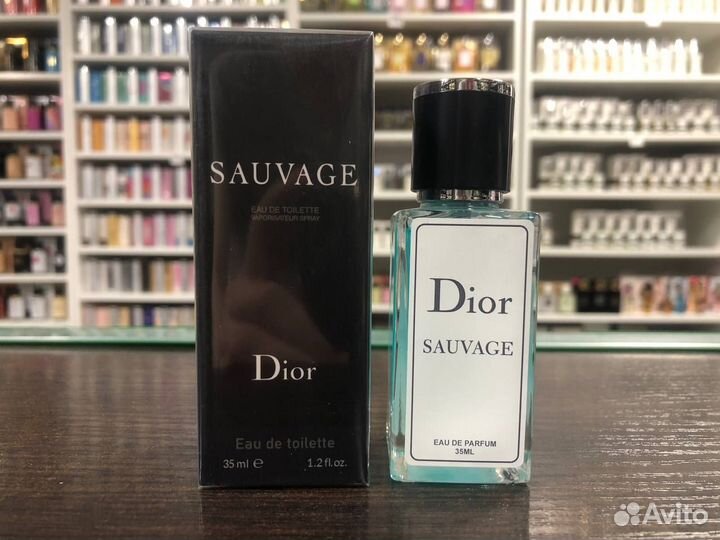 SAUVAGE
EAU DE TOILETTE
VAPORISATEUR SPRAY
Dior
Eau de toilette
35 ml ℮ 1.2 fl.oz.
Dior
SAUVAGE
EAU DE PARFUM
35ML
Avito